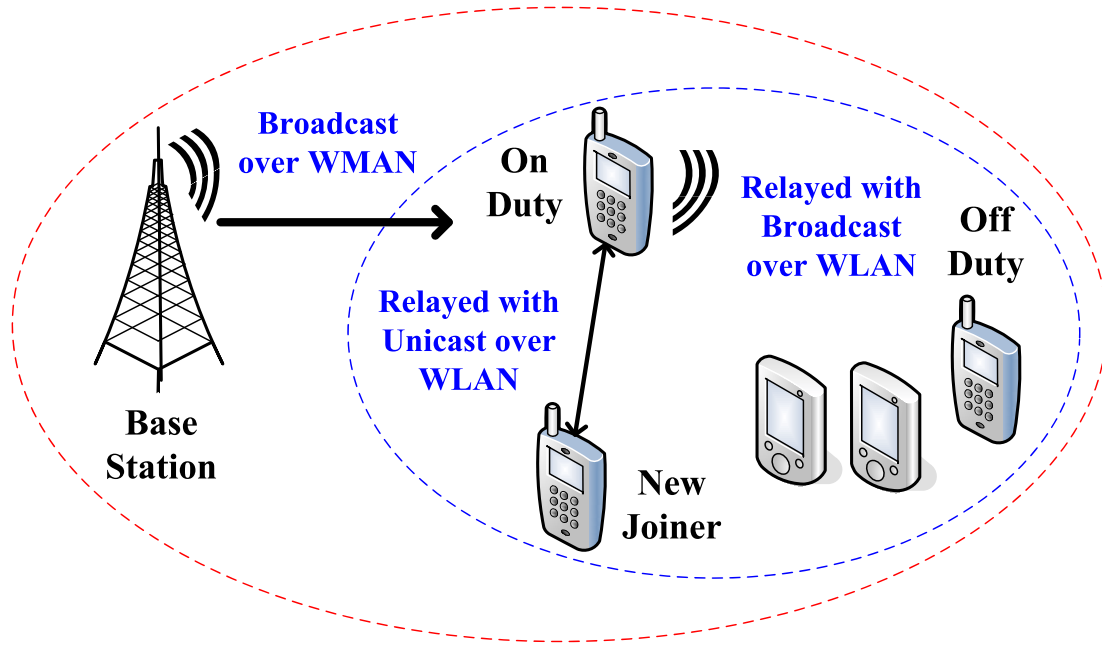 Broadcast
over WMAN
On
Duty
Relayed with
Broadcast
over WLAN
Off
Duty
Relayed with
Unicast over
WLAN
Base
Station
New
Joiner